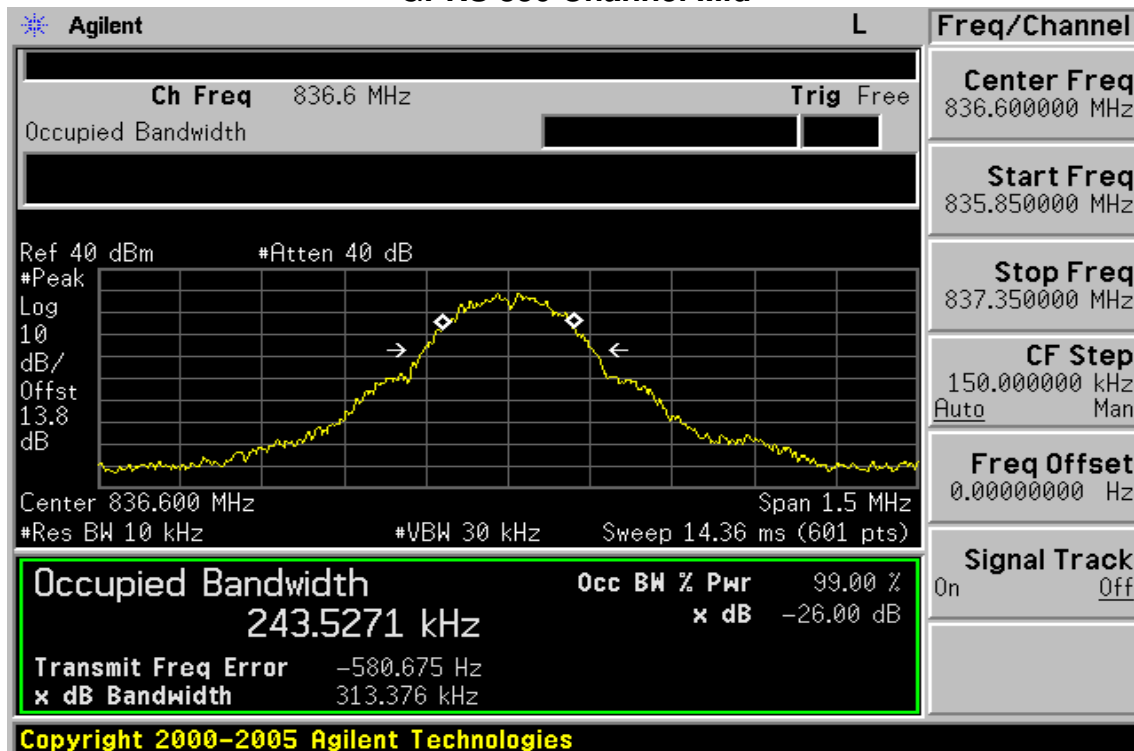 Agilent L
Ch Freq 836.6 MHz Trig Free
Occupied Bandwidth
Ref 40 dBm #Atten 40 dB
#Peak
Log
10
dB/
Offst
13.8
dB
Center 836.600 MHz Span 1.5 MHz
#Res BW 10 kHz #VBW 30 kHz Sweep 14.36 ms (601 pts)
Occupied Bandwidth Occ BW % Pwr 99.00 %
243.5271 kHz x dB -26.00 dB
Transmit Freq Error -580.675 Hz
x dB Bandwidth 313.376 kHz
Copyright 2000-2005 Agilent Technologies
Freq/Channel
Center Freq
836.600000 MHz
Start Freq
835.850000 MHz
Stop Freq
837.350000 MHz
CF Step
150.000000 kHz
Auto Man
Freq Offset
0.00000000 Hz
Signal Track
On Off